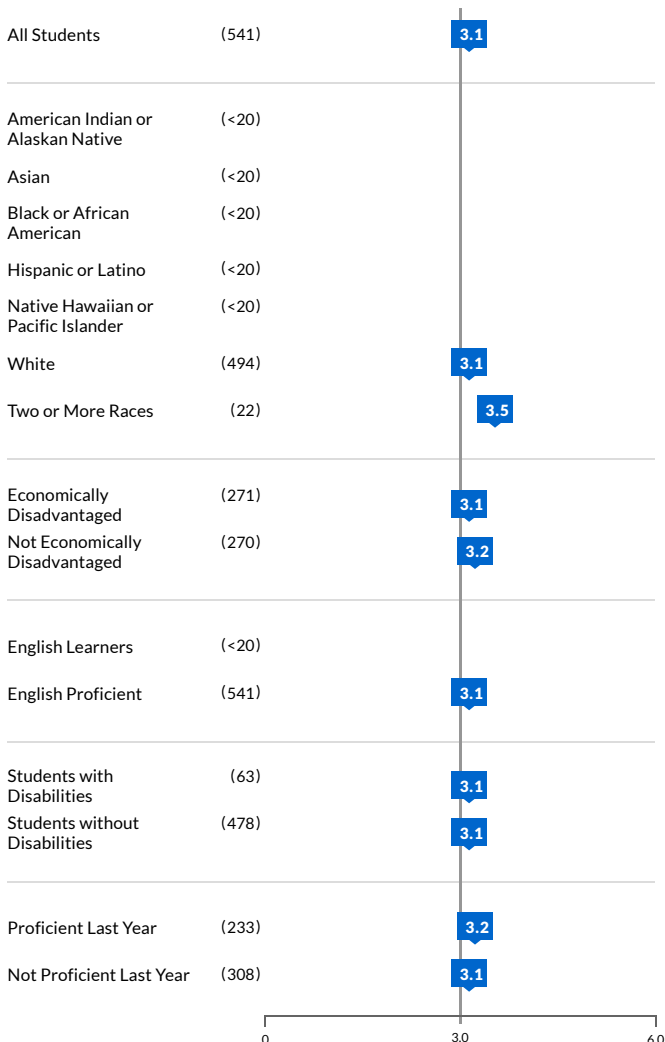 All Students (541) 3.1
American Indian or (<20)
Alaskan Native
Asian (<20)
Black or African (<20)
American
Hispanic or Latino (<20)
Native Hawaiian or (<20)
Pacific Islander
White (494) 3.1
Two or More Races (22) 3.5
Economically (271) 3.1
Disadvantaged
Not Economically (270) 3.2
Disadvantaged
English Learners (<20)
English Proficient (541) 3.1
Students with (63) 3.1
Disabilities
Students without (478) 3.1
Disabilities
Proficient Last Year (233) 3.2
Not Proficient Last Year (308) 3.1
0 3.0 6.0